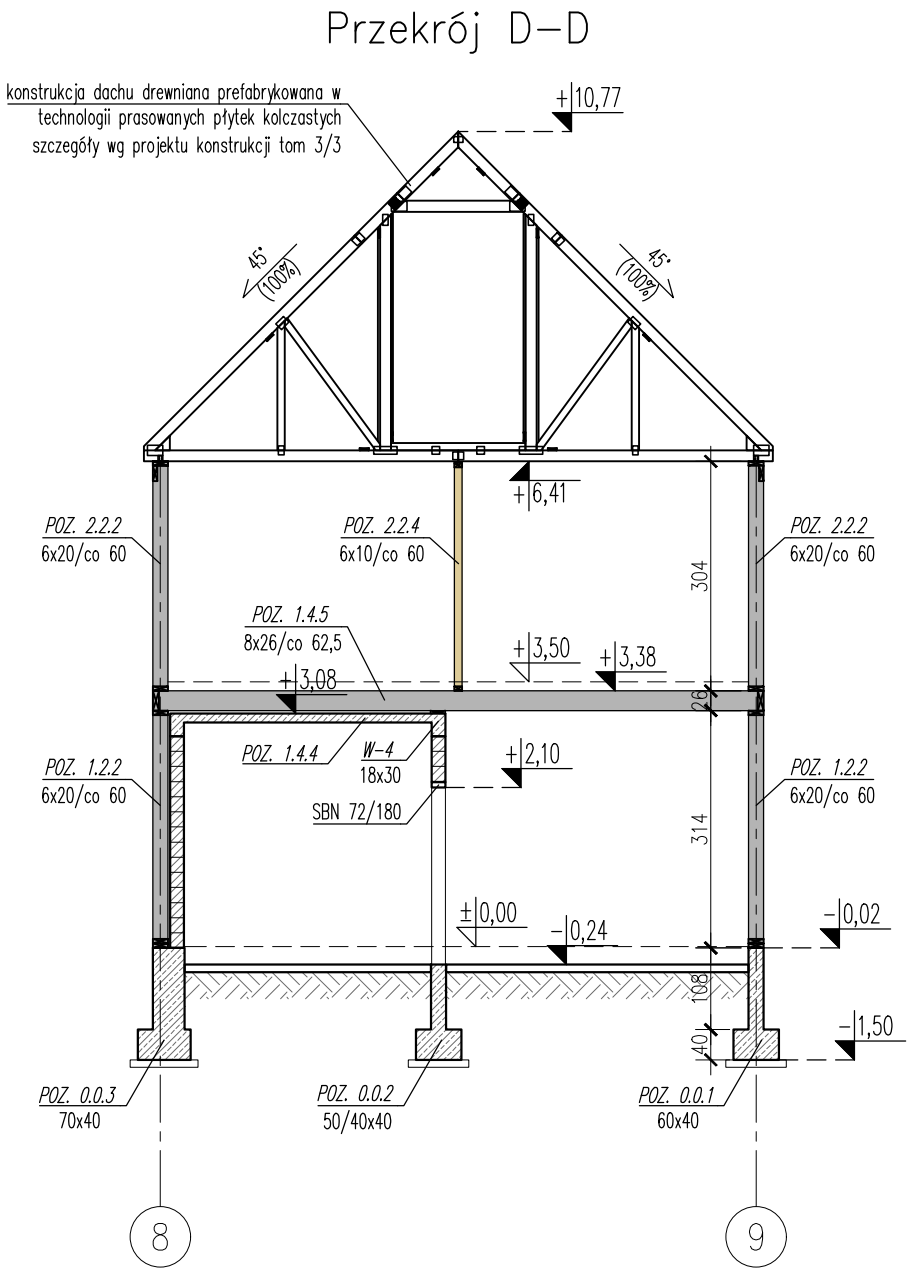 Przekrój D-D
konstrukcja dachu drewniana prefabrykowana w
technologii prasowanych płytek kolczastych
szczegóły wg projektu konstrukcji tom 3/3
+10,77
45°
(100%)
45°
(100%)
+6,41
POZ. 2.2.2
6x20/co 60
POZ. 2.2.4
6x10/co 60
POZ. 2.2.2
6x20/co 60
304
POZ. 1.4.5
8x26/co 62,5
+3,50
+3,38
+3,08
26
POZ. 1.4.4
W-4
18x30
+2,10
POZ. 1.2.2
6x20/co 60
POZ. 1.2.2
6x20/co 60
SBN 72/180
314
±0,00
-0,24
-0,02
108
40
-1,50
POZ. 0.0.3
70x40
POZ. 0.0.2
50/40x40
POZ. 0.0.1
60x40
8
9